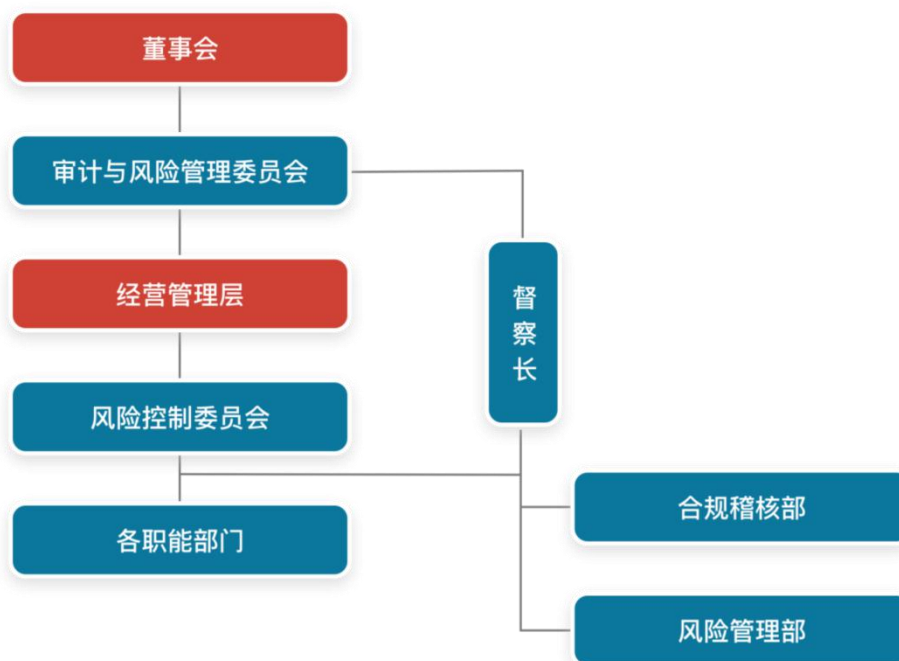 董事会
审计与风险管理委员会
经营管理层
督察长
风险控制委员会
合规稽核部
各职能部门
风险管理部